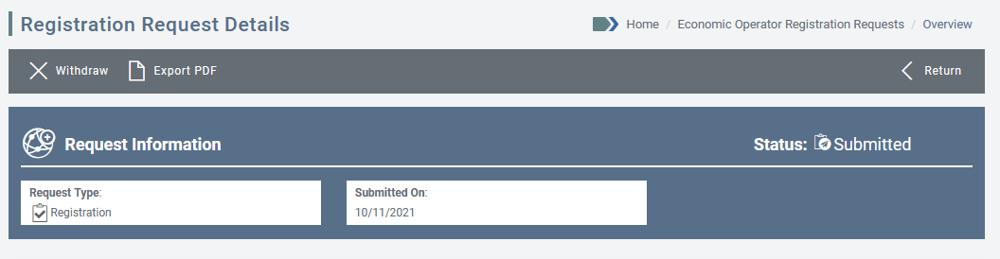 Registration Request Details
Home / Economic Operator Registration Requests / Overview
Withdraw Export PDF Return
Request Information Status: Submitted
Request Type: Submitted On:
Registration 10/11/2021